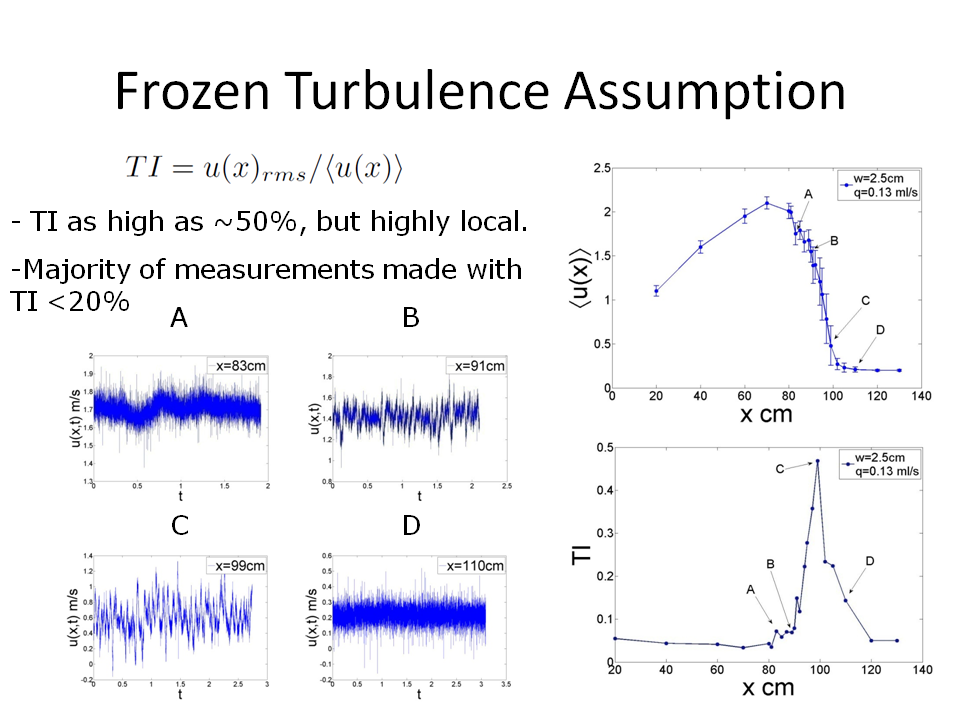 Frozen Turbulence Assumption
TI = u(x)rms/⟨u(x)⟩
- TI as high as ~50%, but highly local.
-Majority of measurements made with
TI <20%
A
x=83cm
2
1.9
1.8
1.7
1.6
1.5
1.4
1.3
u(x,t) m/s
0
0.5
1
1.5
2
t
B
x=91cm
2
1.8
1.6
1.4
1.2
1
0.8
u(x,t)
0
0.5
1
1.5
2
2.5
t
C
x=99cm
1.4
1.2
1
0.8
0.6
0.4
0.2
0
-0.2
u(x,t) m/s
0
0.5
1
1.5
2
2.5
3
t
D
x=110cm
0.6
0.5
0.4
0.3
0.2
0.1
0
-0.1
-0.2
u(x,t) m/s
0
0.5
1
1.5
2
2.5
3
3.5
t
w=2.5cm
q=0.13 ml/s
2.5
2
1.5
1
0.5
0
⟨u(x)⟩
A
B
C
D
0
20
40
60
80
100
120
140
x cm
w=2.5cm
q=0.13 ml/s
0.5
0.4
0.3
0.2
0.1
0
TI
C
B
A
D
20
40
60
80
100
120
140
x cm